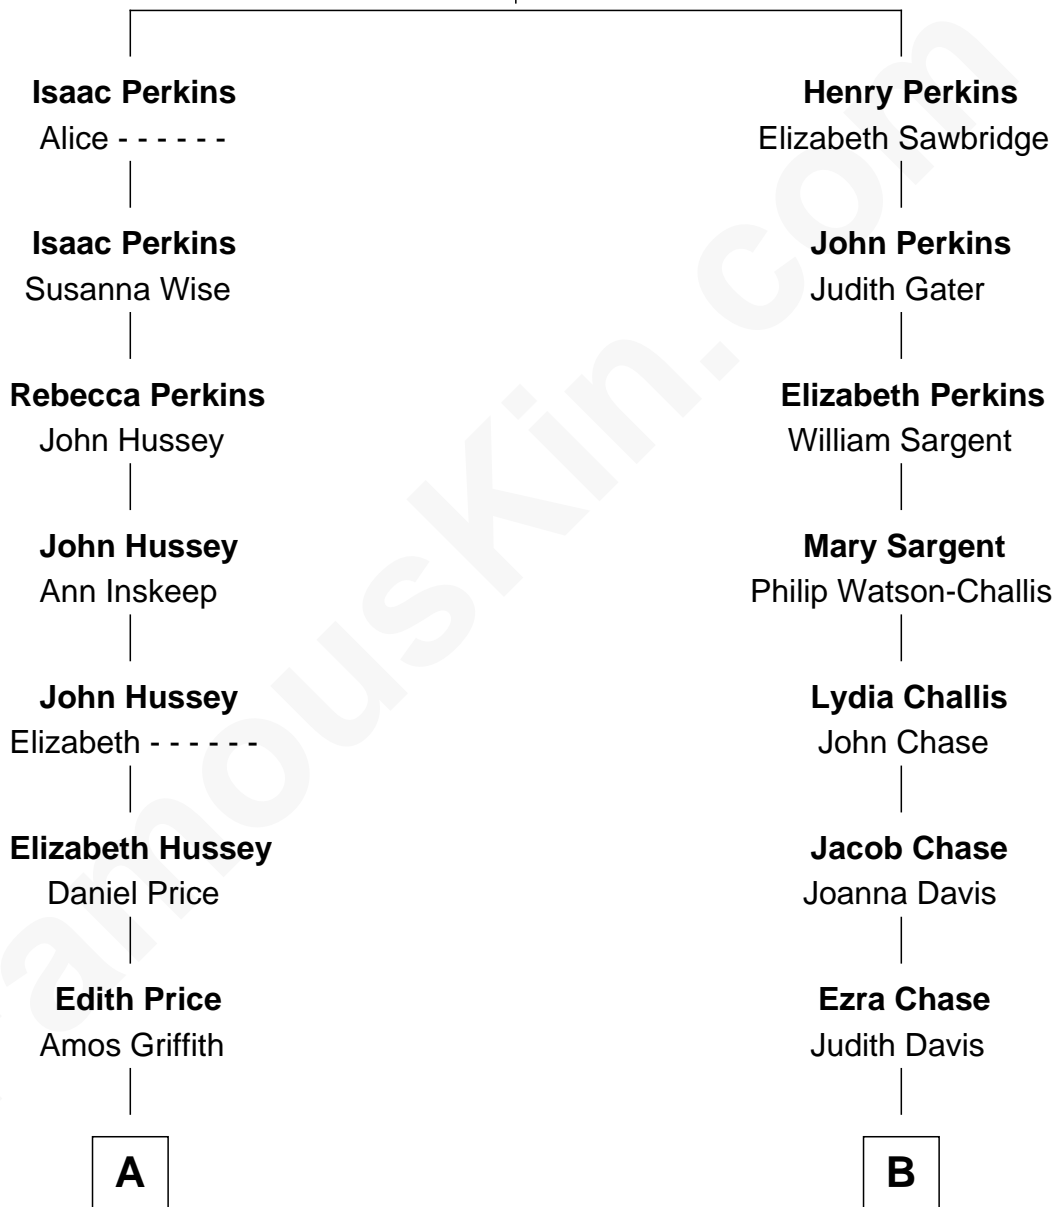 Isaac Perkins
Alice - - - - - -
Isaac Perkins
Susanna Wise
Rebecca Perkins
John Hussey
John Hussey
Ann Inskeep
John Hussey
Elizabeth - - - - - -
Elizabeth Hussey
Daniel Price
Edith Price
Amos Griffith
A
Henry Perkins
Elizabeth Sawbridge
John Perkins
Judith Gater
Elizabeth Perkins
William Sargent
Mary Sargent
Philip Watson-Challis
Lydia Challis
John Chase
Jacob Chase
Joanna Davis
Ezra Chase
Judith Davis
B
amouskin.com